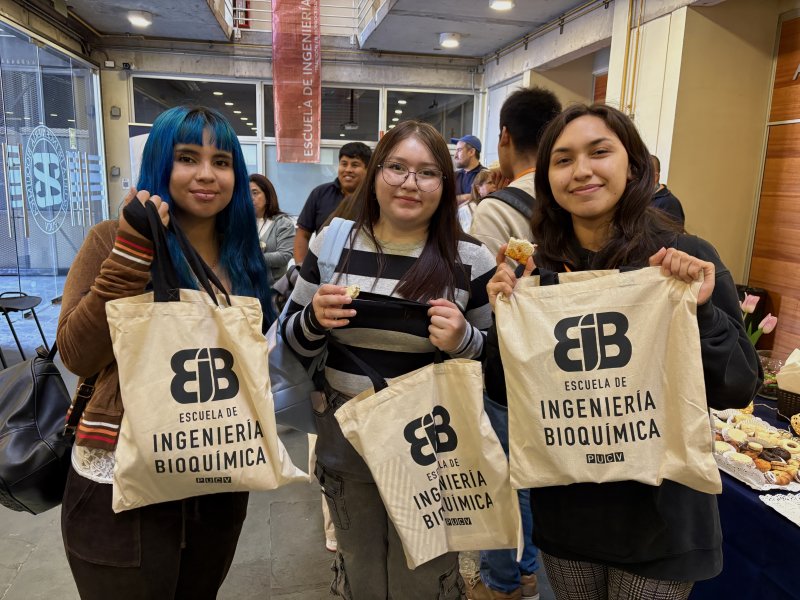 ESCUELA DE INGENIERÍA
EIB
ESCUELA DE
INGENIERÍA
BIOQUÍMICA
PUCV
EIB
ESCUELA DE
INGENIERÍA
BIOQUÍMICA
PUCV
EIB
ESCUELA DE
INGENIERÍA
BIOQUÍMICA
PUCV